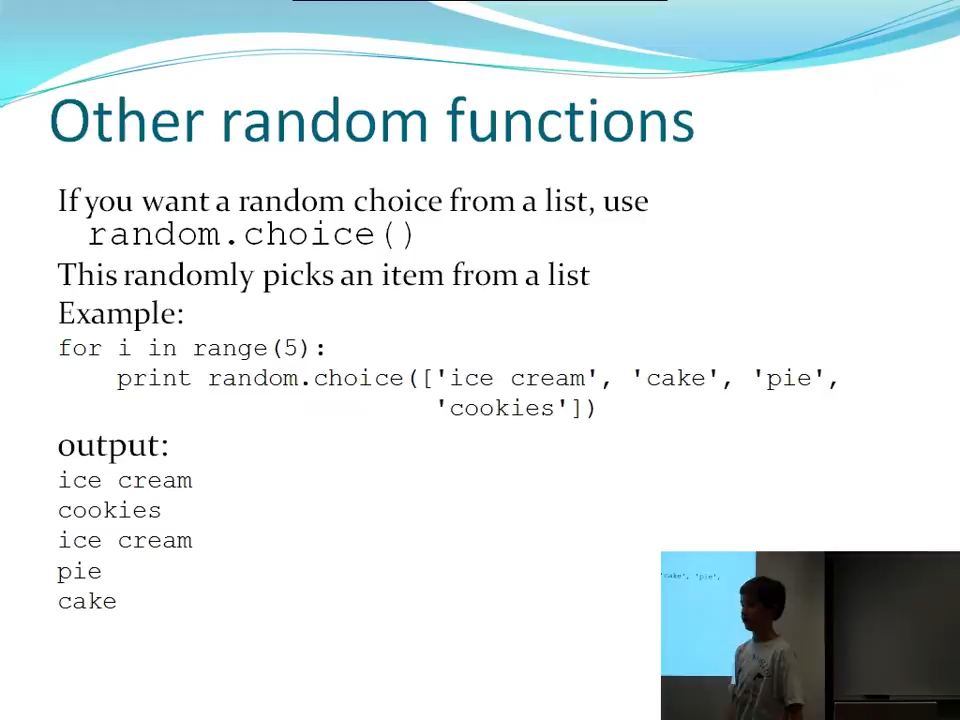 Other random functions
If you want a random choice from a list, use
random.choice()
This randomly picks an item from a list
Example:
for i in range(5):
    print random.choice(['ice cream', 'cake', 'pie',
                         'cookies'])
output:
ice cream
cookies
ice cream
pie
cake
'cake', 'pie',